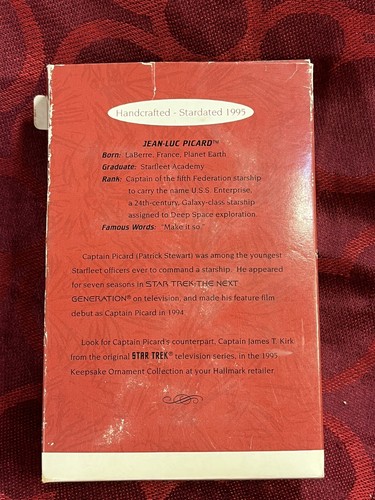 Handcrafted - Stardated 1995
JEAN-LUC PICARD™
Born: LaBerre, France, Planet Earth
Graduate: Starfleet Academy
Rank: Captain of the fifth Federation starship
to carry the name U.S.S. Enterprise,
a 24th-century, Galaxy-class starship
assigned to Deep Space exploration.
Famous Words: "Make it so."
Captain Picard (Patrick Stewart) was among the youngest
Starfleet officers ever to command a starship. He appeared
for seven seasons in STAR TREK: THE NEXT
GENERATION® on television, and made his feature film
debut as Captain Picard in 1994.
Look for Captain Picard's counterpart, Captain James T. Kirk
from the original STAR TREK® television series, in the 1995
Keepsake Ornament Collection at your Hallmark retailer.